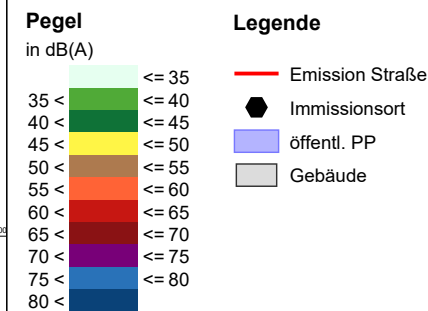 Pegel
in dB(A)
<= 35
35 < <= 40
40 < <= 45
45 < <= 50
50 < <= 55
55 < <= 60
60 < <= 65
65 < <= 70
70 < <= 75
75 < <= 80
80 <
Legende
Emission Straße
Immissionsort
öffentl. PP
Gebäude